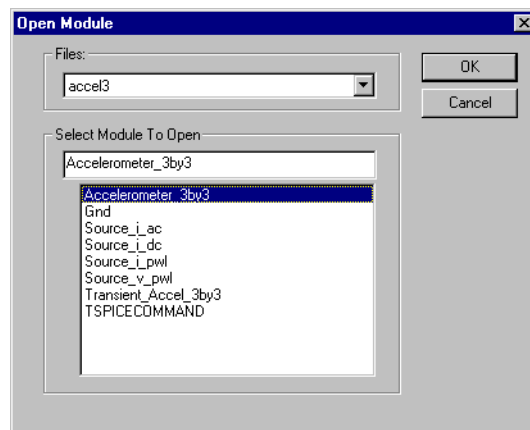 Open Module
Files:
accel3
OK
Cancel
Select Module To Open
Accelerometer_3by3
Accelerometer_3by3
Gnd
Source_i_ac
Source_i_dc
Source_i_pwl
Source_v_pwl
Transient_Accel_3by3
TSPICECOMMAND